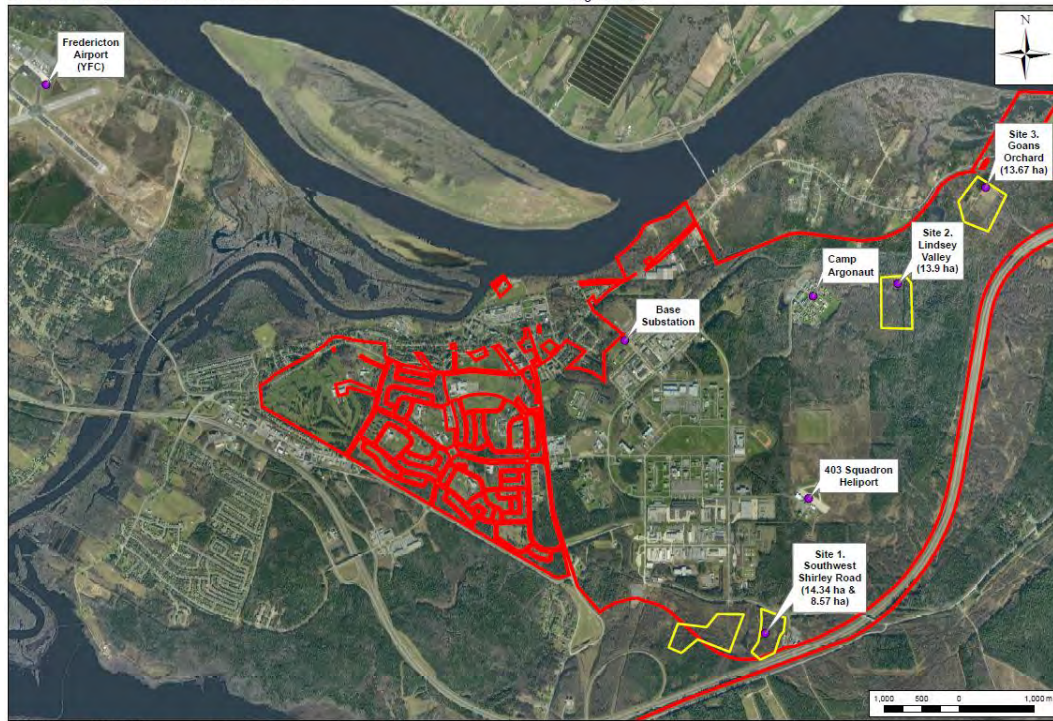 N
Fredericton
Airport
(YFC)
Site 3.
Goans
Orchard
(13.67 ha)
Site 2.
Lindsey
Valley
(13.9 ha)
Camp
Argonaut
Base
Substation
403 Squadron
Heliport
Site 1.
Southwest
Shirley Road
(14.34 ha &
8.57 ha)
1,000 500 0 1,000 m